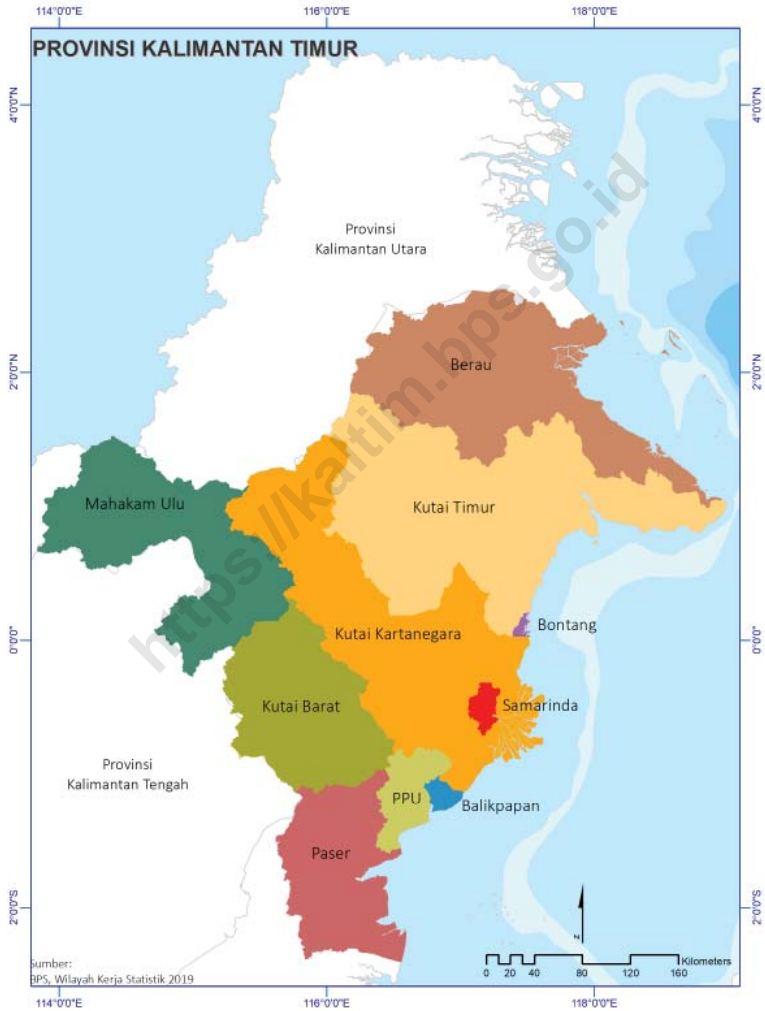 114°0'0"E 116°0'0"E 118°0'0"E
PROVINSI KALIMANTAN TIMUR
4°0'0"N 4°0'0"N
Provinsi
Kalimantan Utara
Berau
2°0'0"N 2°0'0"N
Mahakam Ulu
Kutai Timur
https://kaltim.bps.go.id
Bontang
Kutai Kartanegara
0°0'0" 0°0'0"
Kutai Barat
Samarinda
Provinsi
Kalimantan Tengah
PPU
Balikpapan
Paser
2°0'0"S 2°0'0"S
z
Kilometers
0 20 40 80 120 160
Sumber:
BPS, Wilayah Kerja Statistik 2019
114°0'0"E 116°0'0"E 118°0'0"E